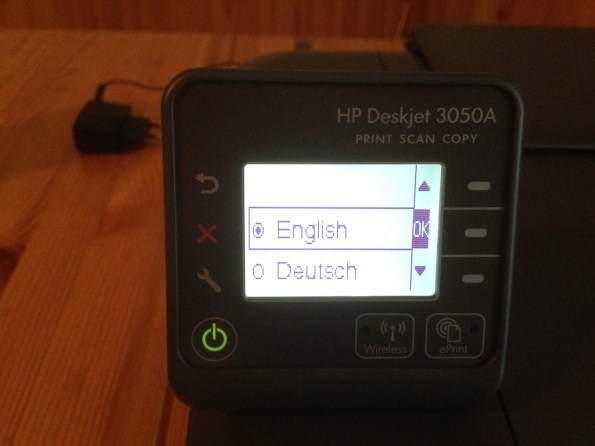 HP Deskjet 3050A
PRINT SCAN COPY
English
OK
Deutsch
Wireless
ePrint